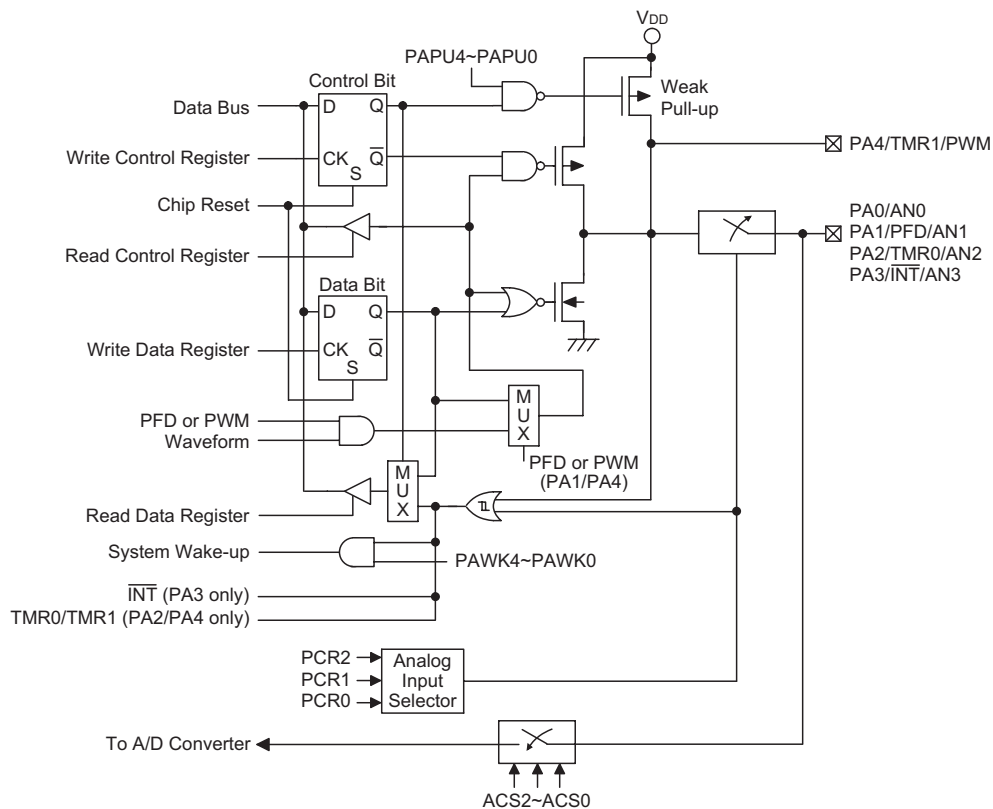 VDD
PAPU4~PAPU0
Control Bit
Weak
Pull-up
Data Bus
D
Q
PA4/TMR1/PWM
Write Control Register
CK
Q
S
Chip Reset
PA0/AN0
PA1/PFD/AN1
PA2/TMR0/AN2
PA3/INT/AN3
Read Control Register
Data Bit
D
Q
Write Data Register
CK
Q
S
M
U
X
PFD or PWM
Waveform
PFD or PWM
(PA1/PA4)
M
U
X
Read Data Register
System Wake-up
PAWK4~PAWK0
INT (PA3 only)
TMR0/TMR1 (PA2/PA4 only)
PCR2
PCR1
PCR0
Analog
Input
Selector
To A/D Converter
ACS2~ACS0